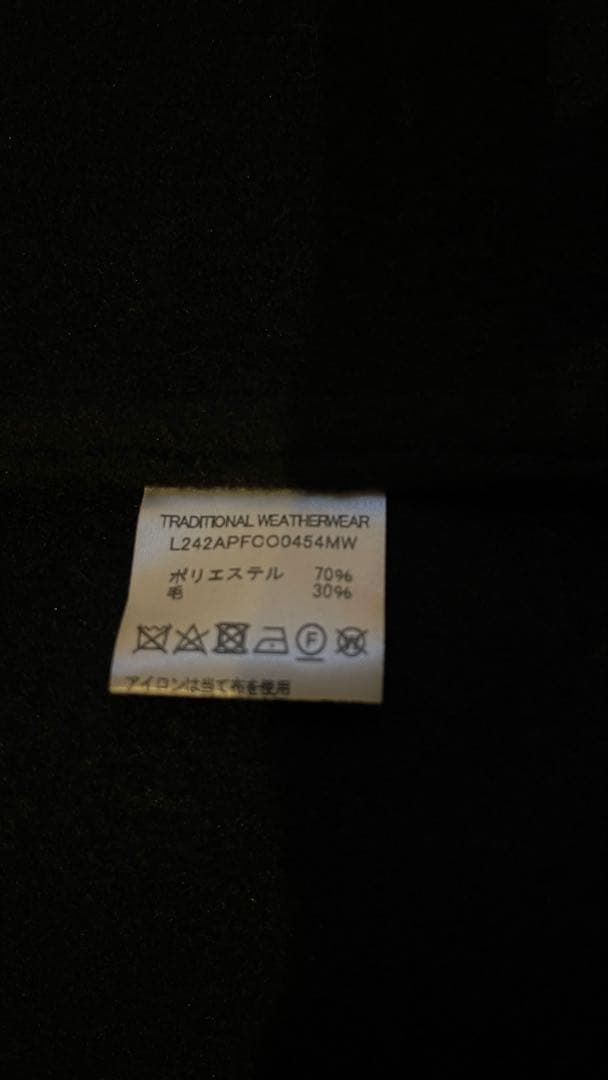 TRADITIONAL WEATHERWEAR
L242APFCO0454MW
ポリエステル 70%
毛 30%
F W
アイロンは当て布を使用